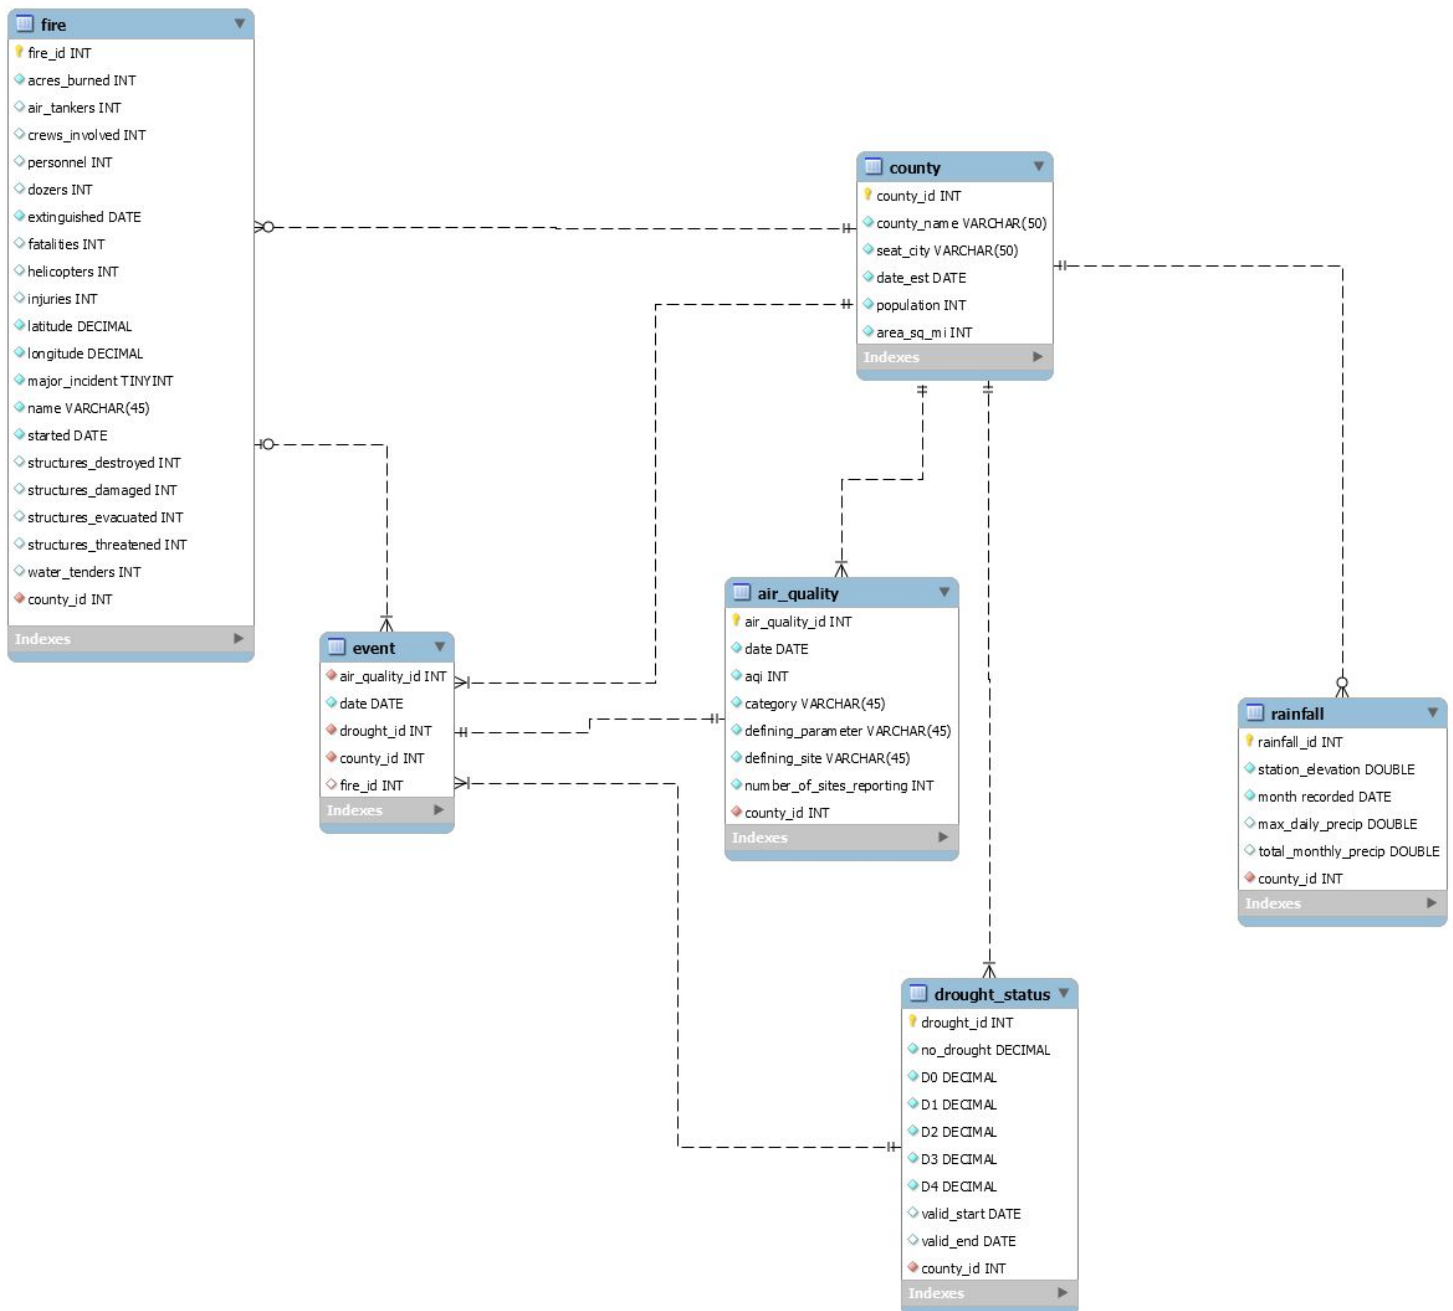 fire
fire_id INT
acres_burned INT
air_tankers INT
crews_involved INT
personnel INT
dozers INT
extinguished DATE
fatalities INT
helicopters INT
injuries INT
latitude DECIMAL
longitude DECIMAL
major_incident TINYINT
name VARCHAR(45)
started DATE
structures_destroyed INT
structures_damaged INT
structures_evacuated INT
structures_threatened INT
water_tenders INT
county_id INT
Indexes
county
county_id INT
county_name VARCHAR(50)
seat_city VARCHAR(50)
date_est DATE
population INT
area_sq_mi INT
Indexes
event
air_quality_id INT
date DATE
drought_id INT
county_id INT
fire_id INT
Indexes
air_quality
air_quality_id INT
date DATE
aqi INT
category VARCHAR(45)
defining_parameter VARCHAR(45)
defining_site VARCHAR(45)
number_of_sites_reporting INT
county_id INT
Indexes
rainfall
rainfall_id INT
station_elevation DOUBLE
month recorded DATE
max_daily_precip DOUBLE
total_monthly_precip DOUBLE
county_id INT
Indexes
drought_status
drought_id INT
no_drought DECIMAL
D0 DECIMAL
D1 DECIMAL
D2 DECIMAL
D3 DECIMAL
D4 DECIMAL
valid_start DATE
valid_end DATE
county_id INT
Indexes